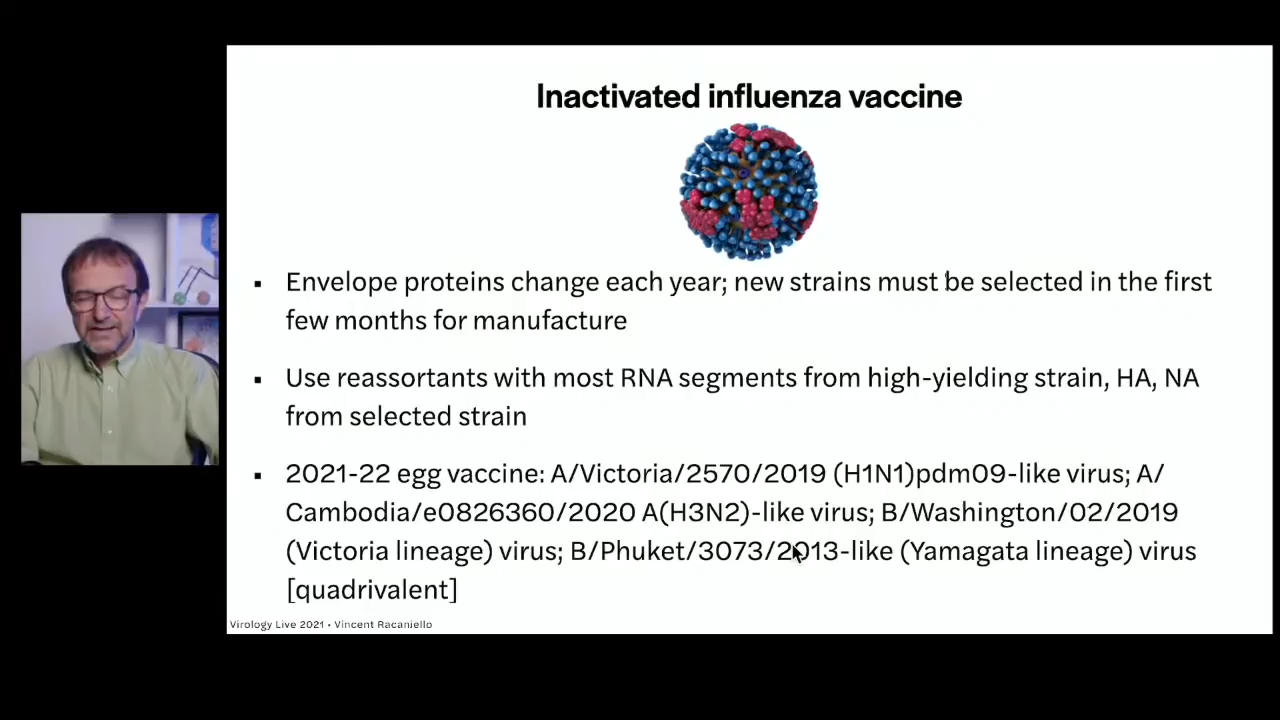 Inactivated influenza vaccine
▪ Envelope proteins change each year; new strains must be selected in the first
few months for manufacture
▪ Use reassortants with most RNA segments from high-yielding strain, HA, NA
from selected strain
▪ 2021-22 egg vaccine: A/Victoria/2570/2019 (H1N1)pdm09-like virus; A/
Cambodia/e0826360/2020 A(H3N2)-like virus; B/Washington/02/2019
(Victoria lineage) virus; B/Phuket/3073/2013-like (Yamagata lineage) virus
[quadrivalent]
Virology Live 2021 • Vincent Racaniello